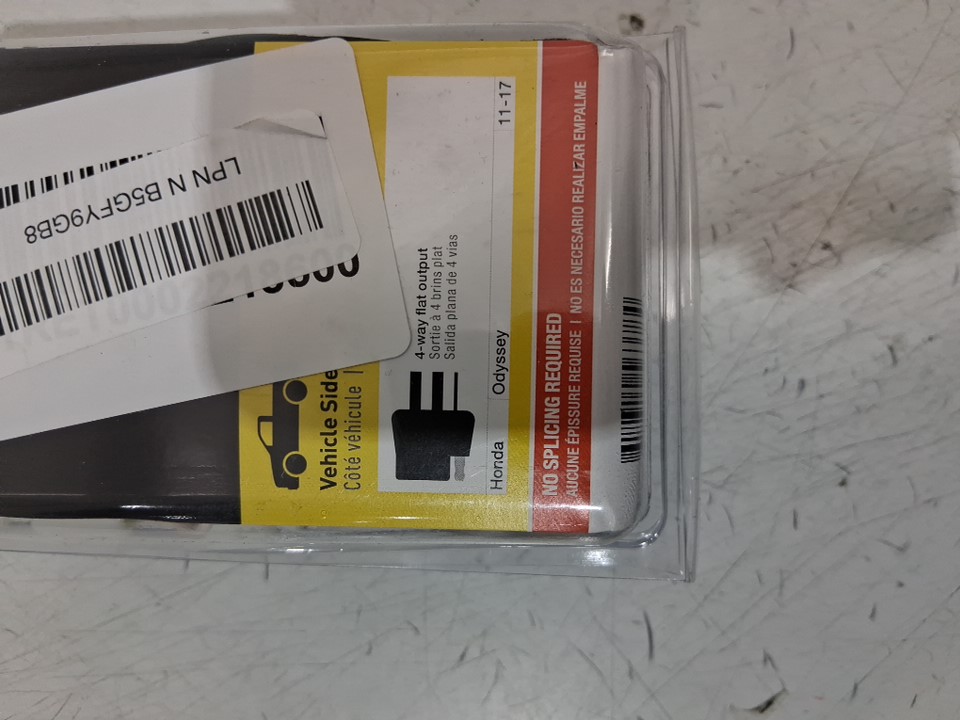 LPN N B5GFY9GB8
Vehicle Side
Côté véhicule |
4-way flat output
Sortie à 4 brins plat
Salida plana de 4 vías
Honda Odyssey 11-17
NO SPLICING REQUIRED
AUCUNE ÉPISSURE REQUISE | NO ES NECESARIO REALIZAR EMPALME